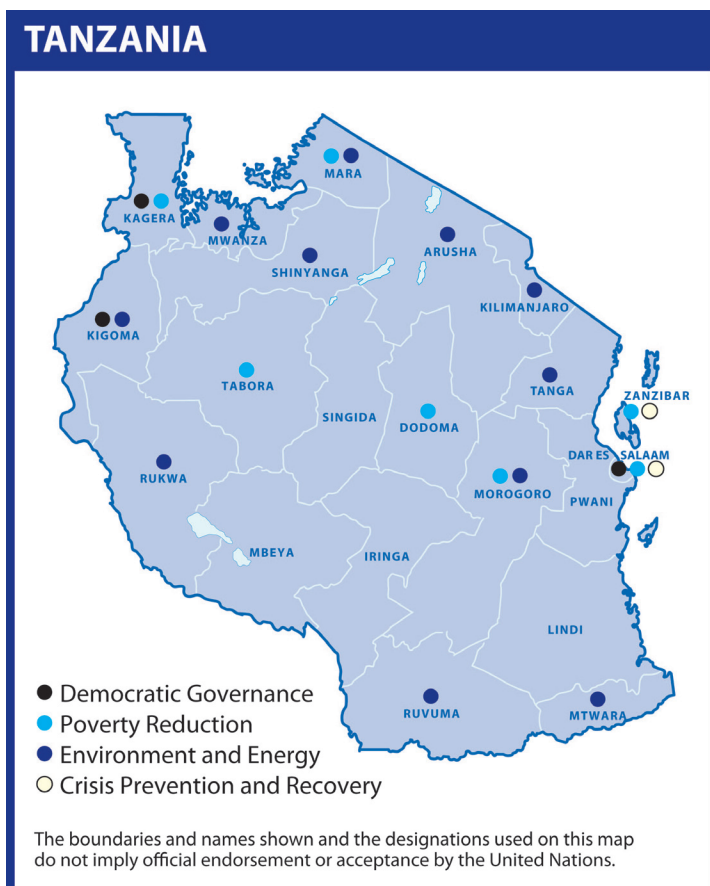 TANZANIA
MARA
KAGERA
MWANZA
ARUSHA
SHINYANGA
KILIMANJARO
KIGOMA
TABORA
TANGA
ZANZIBAR
SINGIDA
DODOMA
DAR ES SALAAM
RUKWA
MOROGORO
PWANI
MBEYA
IRINGA
LINDI
RUVUMA
MTWARA
Democratic Governance
Poverty Reduction
Environment and Energy
Crisis Prevention and Recovery
The boundaries and names shown and the designations used on this map
do not imply official endorsement or acceptance by the United Nations.